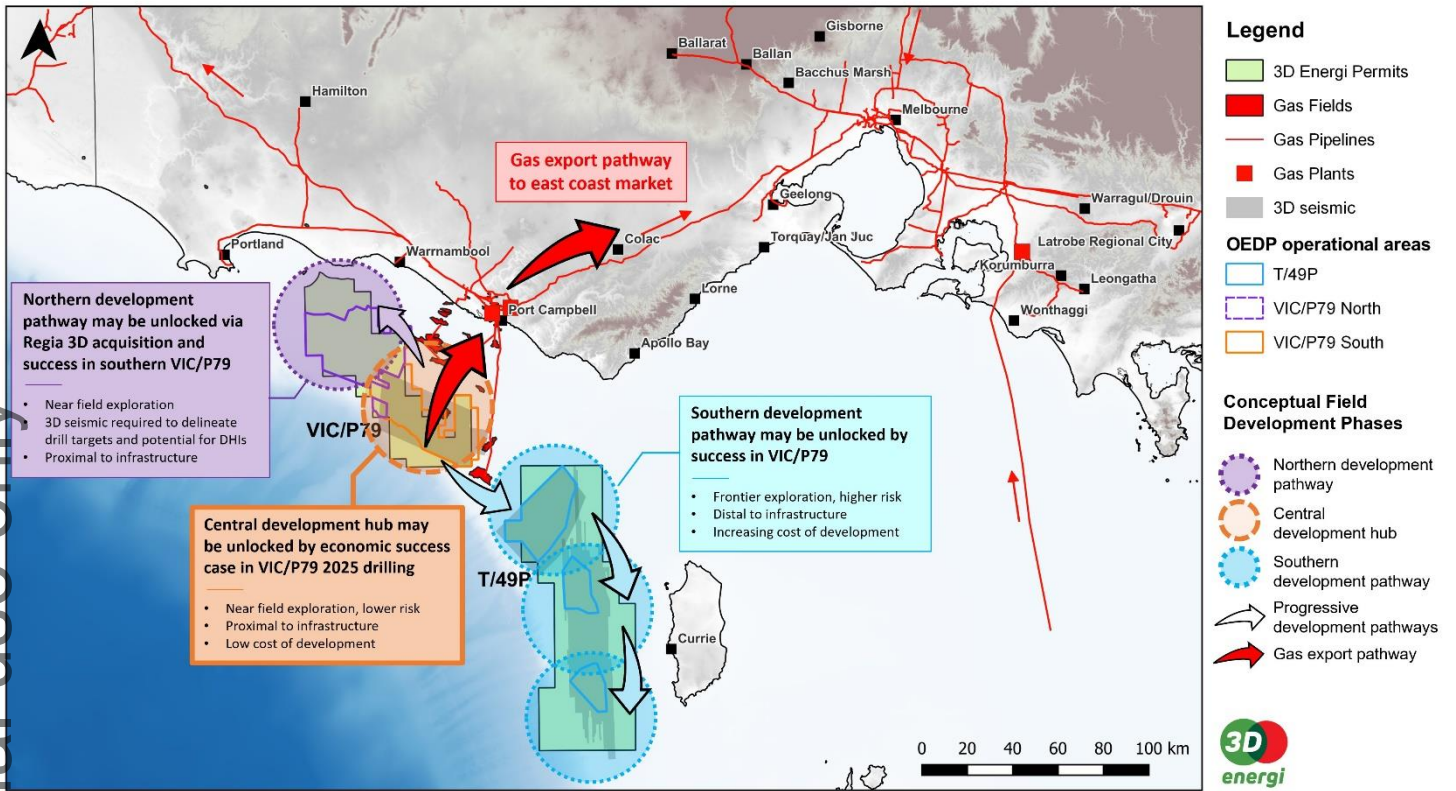 Gisborne
Ballarat
Ballan
Bacchus Marsh
Hamilton
Melbourne
Gas export pathway
to east coast market
Geelong
Warragul/Drouin
Portland
Warrnambool
Colac
Torquay/Jan Juc
Latrobe Regional City
Korumburra
Leongatha
Lorne
Port Campbell
Wonthaggi
Apollo Bay
Northern development
pathway may be unlocked via
Regia 3D acquisition and
success in southern VIC/P79
• Near field exploration
• 3D seismic required to delineate
drill targets and potential for DHIs
• Proximal to infrastructure
VIC/P79
Southern development
pathway may be unlocked by
success in VIC/P79
• Frontier exploration, higher risk
• Distal to infrastructure
• Increasing cost of development
Central development hub may
be unlocked by economic success
case in VIC/P79 2025 drilling
• Near field exploration, lower risk
• Proximal to infrastructure
• Low cost of development
T/49P
Currie
0 20 40 60 80 100 km
Legend
3D Energi Permits
Gas Fields
Gas Pipelines
Gas Plants
3D seismic
OEDP operational areas
T/49P
VIC/P79 North
VIC/P79 South
Conceptual Field
Development Phases
Northern development
pathway
Central
development hub
Southern
development pathway
Progressive
development pathways
Gas export pathway
3D
energi